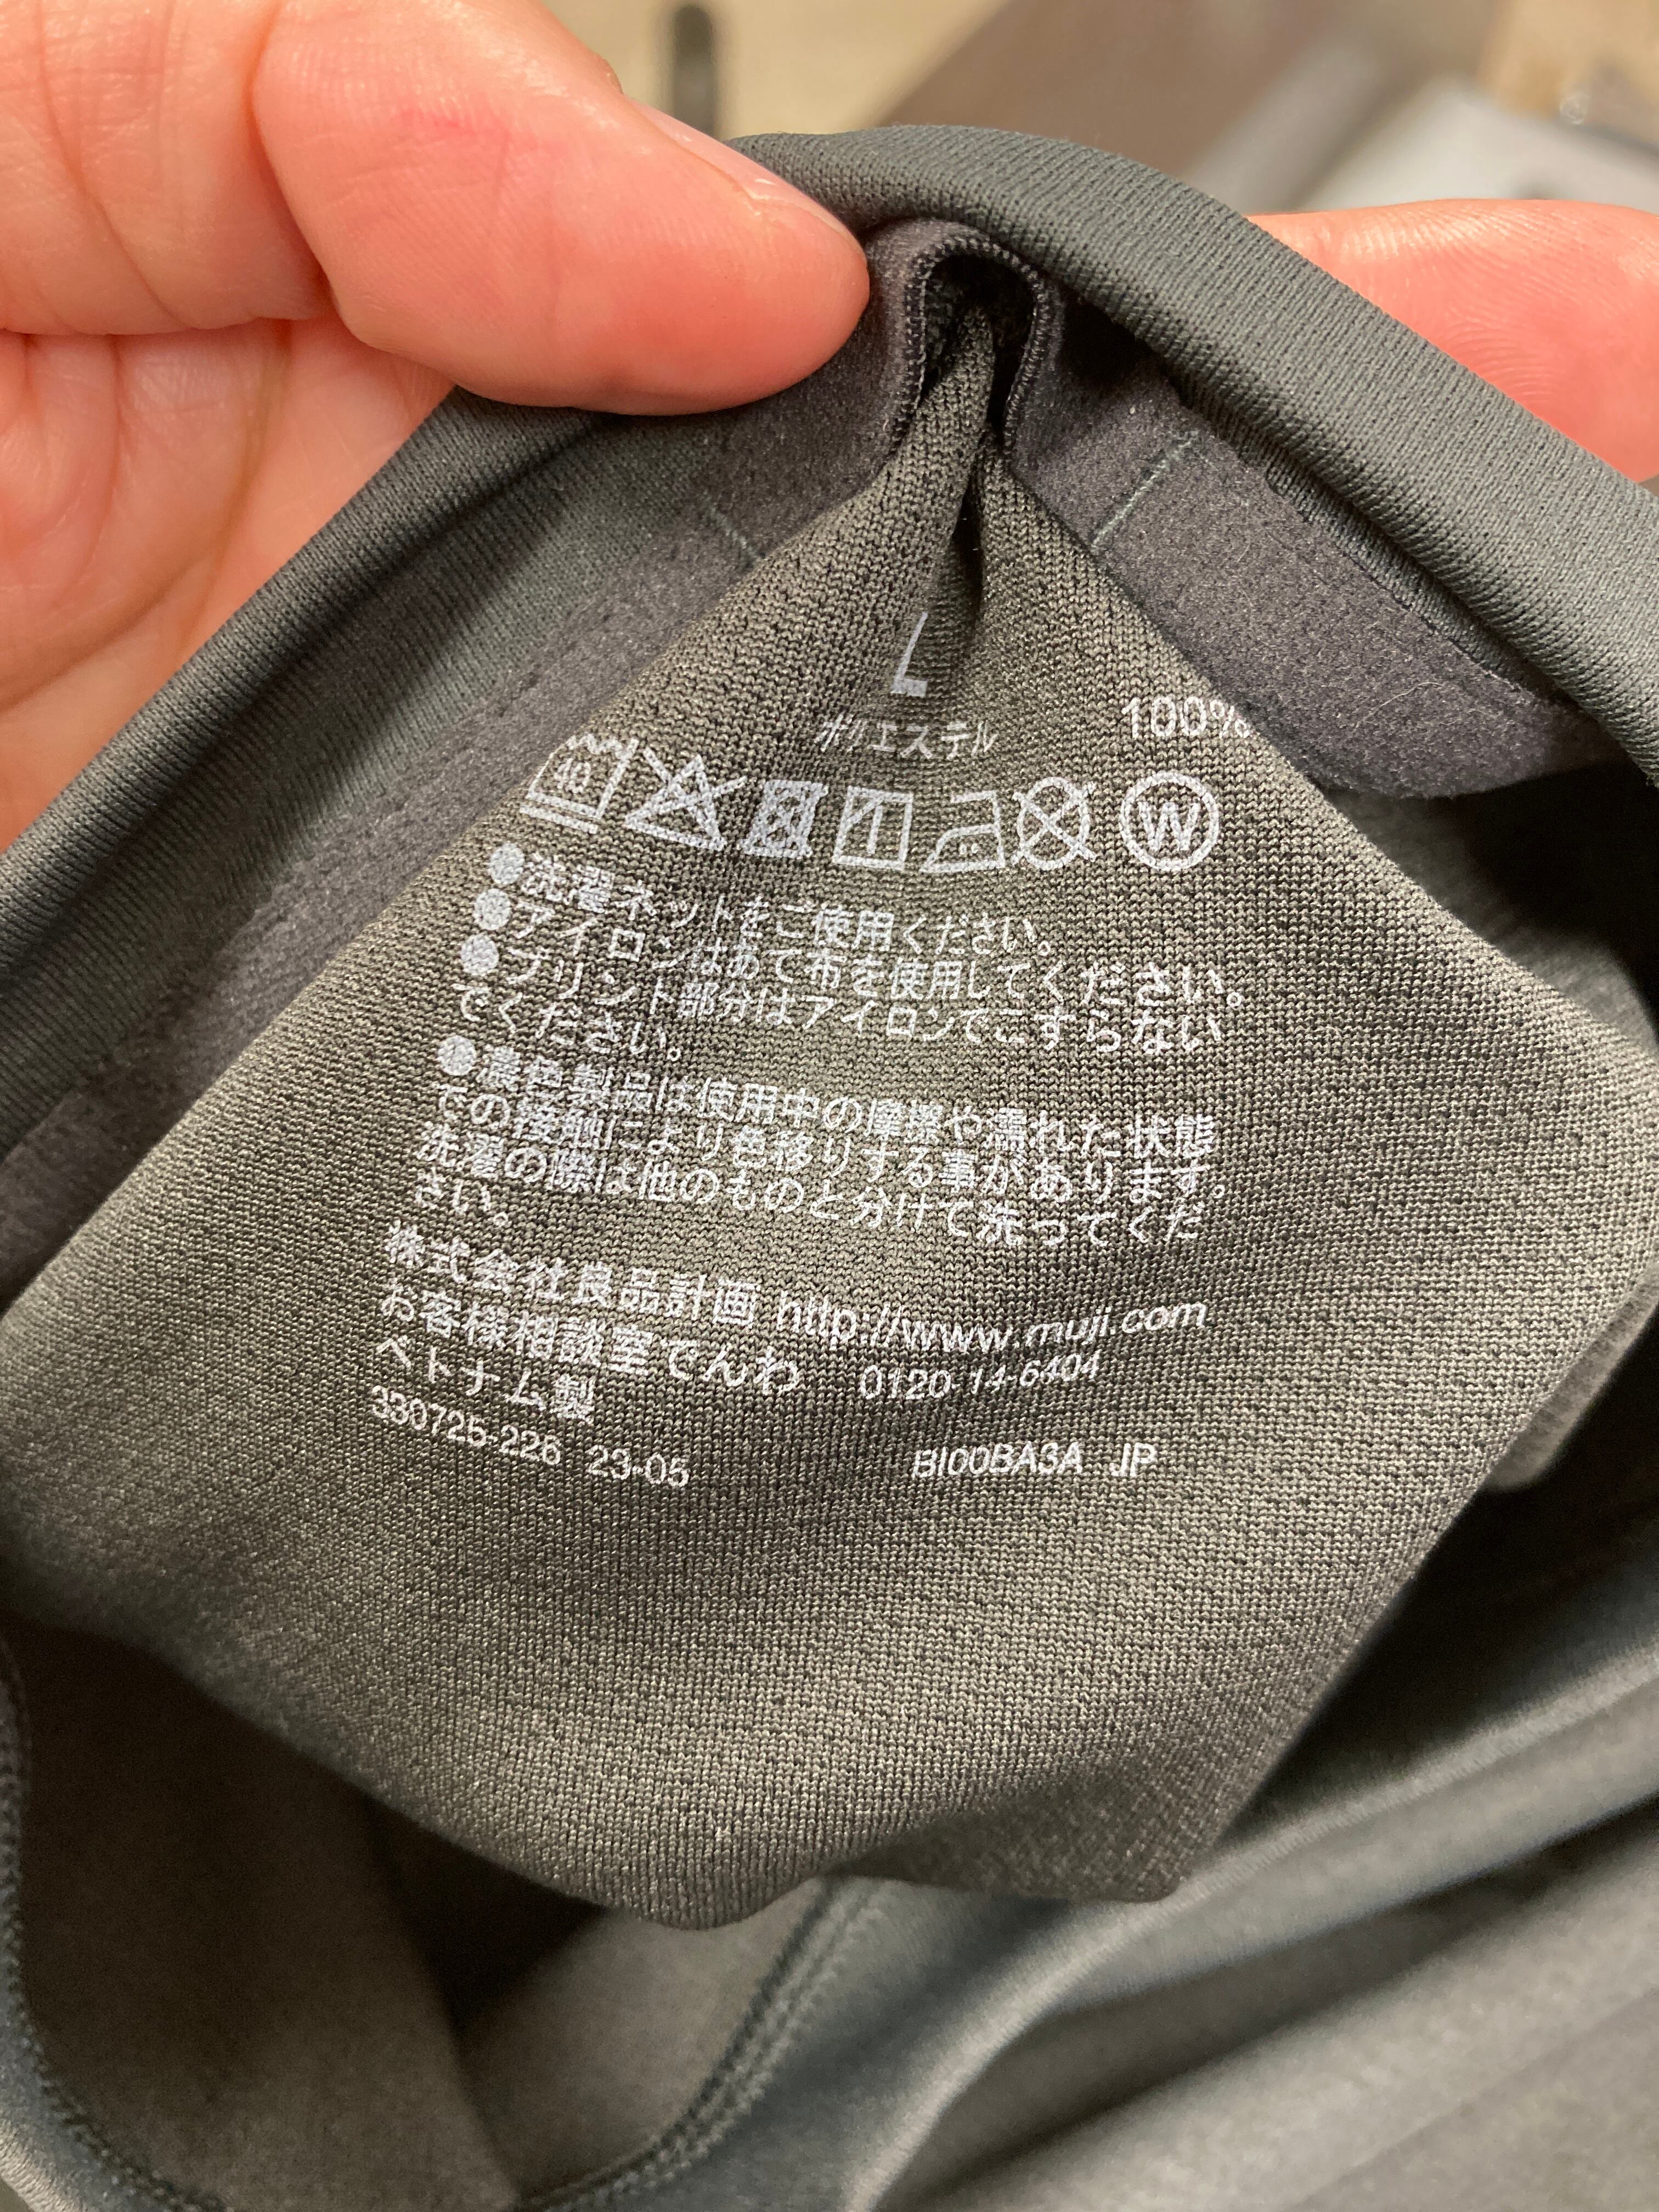 L
ポリエステル 100%
40 W
●洗濯ネットをご使用ください。
●アイロンはあて布を使用してください。
●プリント部分はアイロンでこすらない
でください。
●濃色製品は使用中の摩擦や濡れた状態
での接触により色移りする事があります。
洗濯の際は他のものと分けて洗ってくだ
さい。
株式会社良品計画 http://www.muji.com
お客様相談室でんわ 0120-14-6404
ベトナム製
330725-226 23-05 BI00BA3A JP